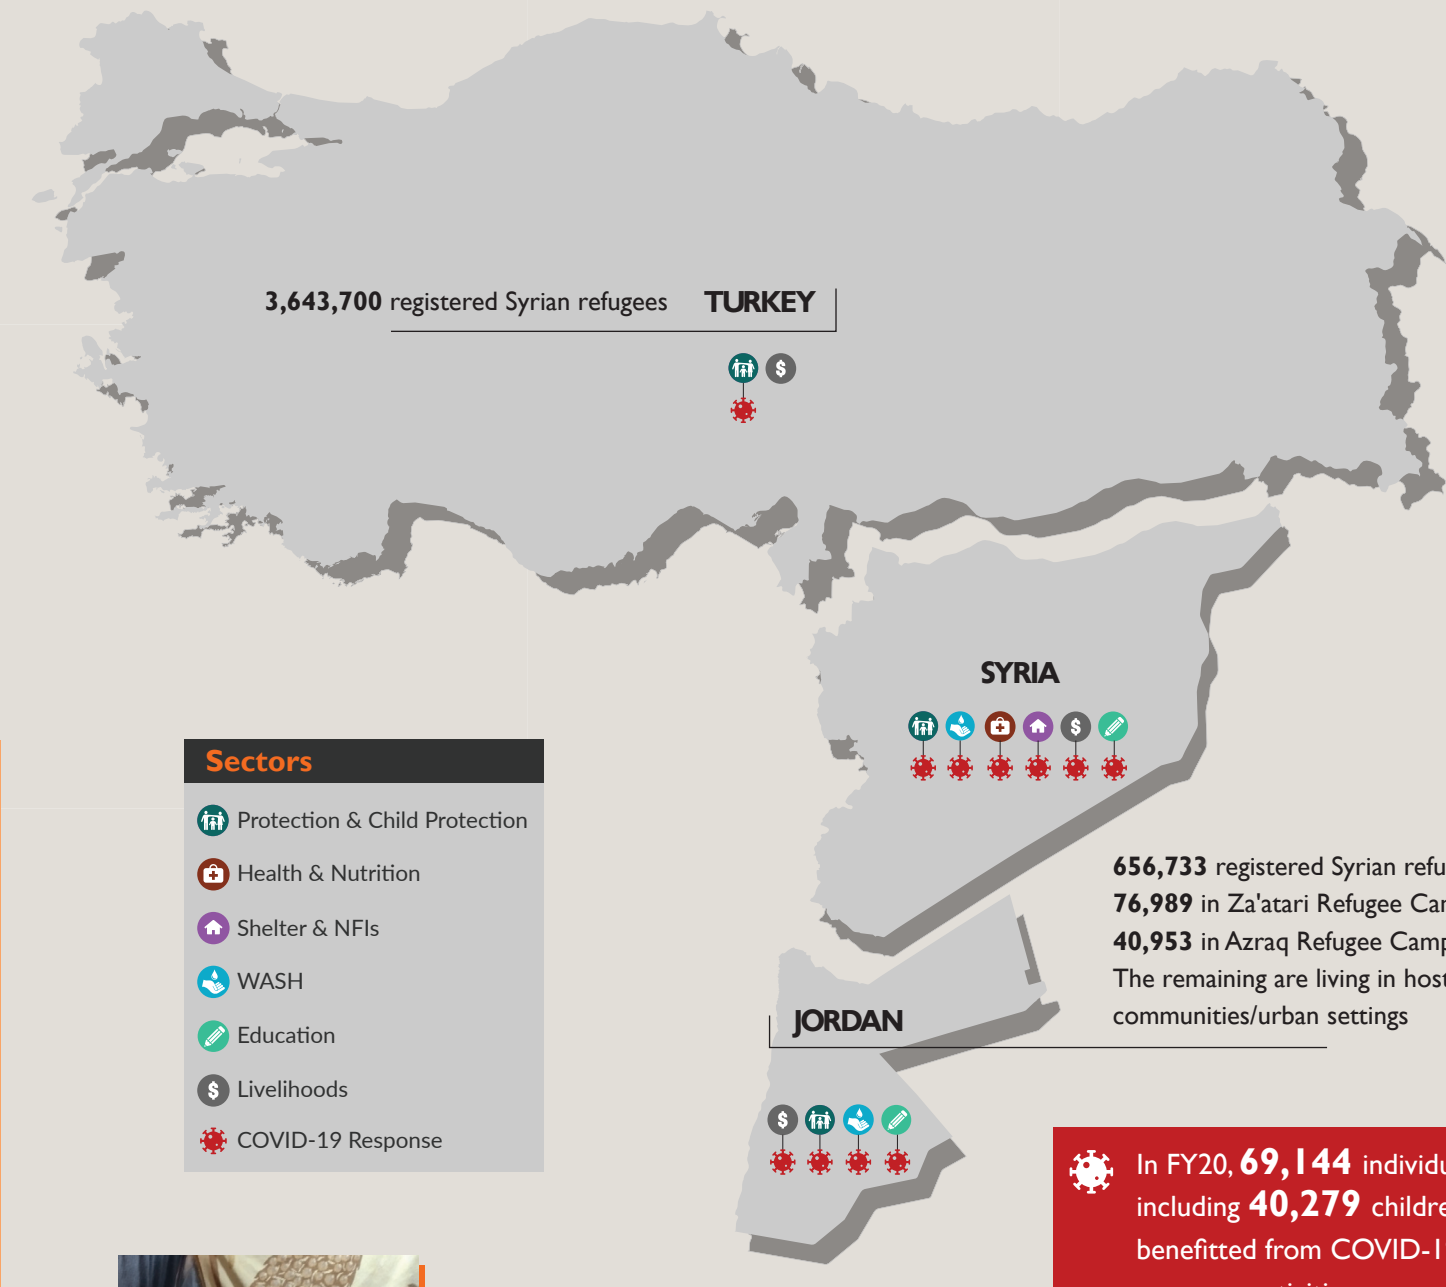 3,643,700 registered Syrian refugees TURKEY
SYRIA
Sectors
Protection & Child Protection
Health & Nutrition
Shelter & NFIs
WASH
Education
Livelihoods
COVID-19 Response
656,733 registered Syrian
76,989 in Za'atari Refugee
40,953 in Azraq Refugee Camp
The remaining are living in host
communities/urban settings
JORDAN
In FY20, 69,144
including 40,279
benefitted from